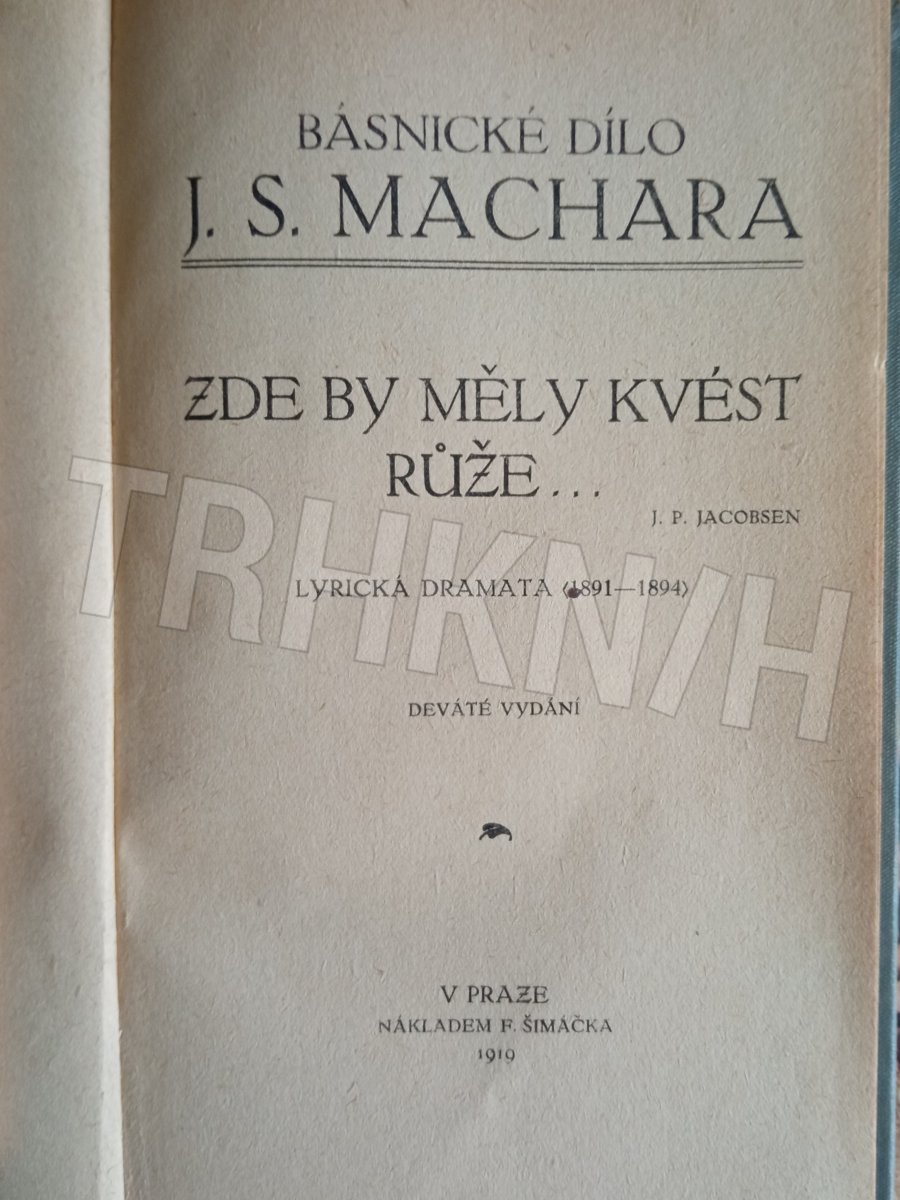 BÁSNICKÉ DÍLO
J. S. MACHARA
ZDE BY MĚLY KVÉST
RŮŽE...
J. P. JACOBSEN
LYRICKÁ DRAMATA (1891—1894)
DEVÁTÉ VYDÁNÍ
V PRAZE
NÁKLADEM F. ŠIMÁČKA
1919
TRHKNIH